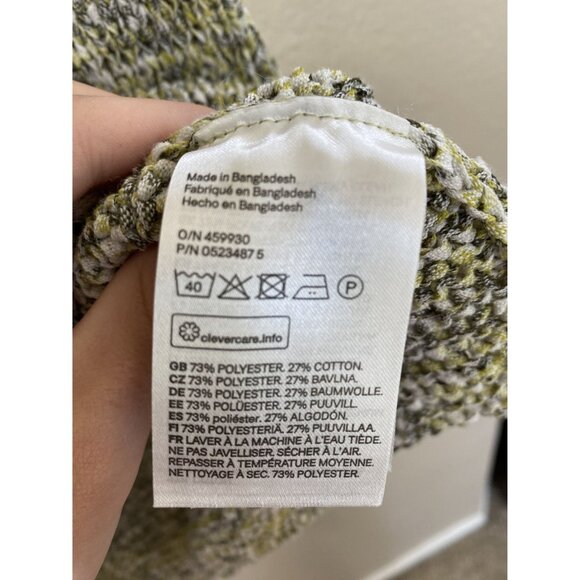 Made in Bangladesh
Fabriqué en Bangladesh
Hecho en Bangladesh
O/N 459930
P/N 05234875
40 P
clevercare.info
GB 73% POLYESTER. 27% COTTON.
CZ 73% POLYESTER. 27% BAVLNA.
DE 73% POLYESTER. 27% BAUMWOLLE.
EE 73% POLÜESTER. 27% PUUVILL.
ES 73% poliéster. 27% ALGODÓN.
FI 73% POLYESTERIÄ. 27% PUUVILLAA.
FR LAVER À LA MACHINE À L'EAU TIÈDE.
NE PAS JAVELLISER. SÉCHER À L'AIR.
REPASSER À TEMPÉRATURE MOYENNE.
NETTOYAGE À SEC. 73% POLYESTER.